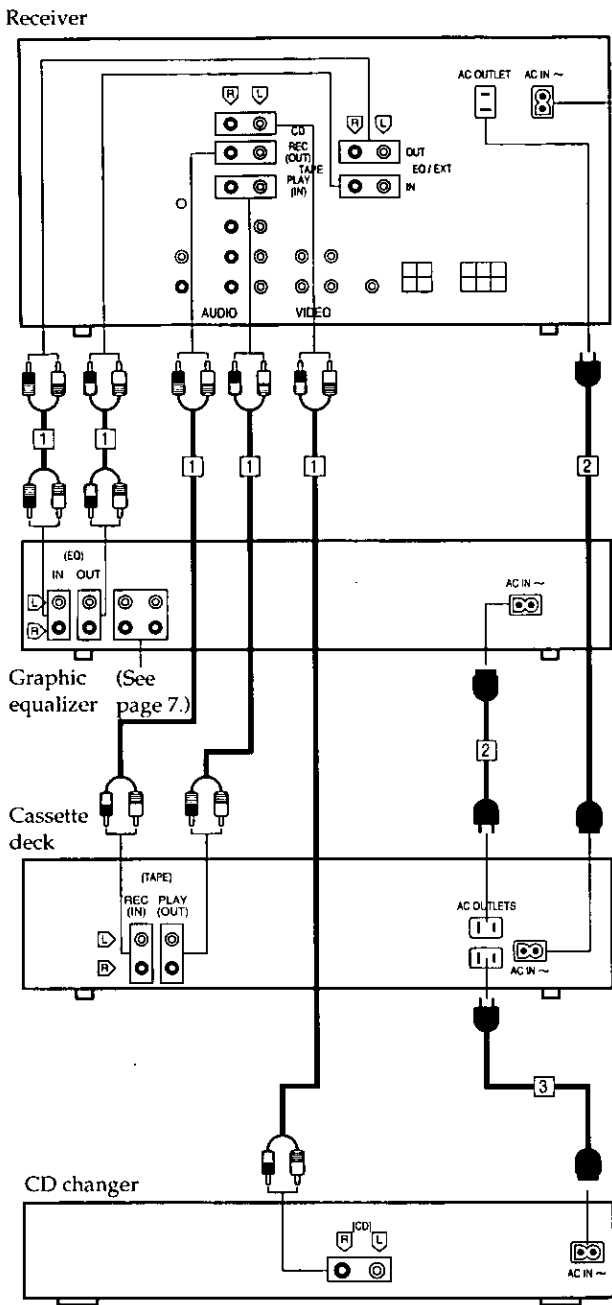 Receiver
AC OUTLET AC IN ~
R L
CD
R L
REC (OUT)
OUT
TAPE
EQ / EXT
PLAY (IN)
IN
AUDIO VIDEO
1 1 1 1 1 2
(EQ)
IN OUT
AC IN ~
L
R
Graphic equalizer
(See page 7.)
2
Cassette deck
(TAPE)
REC (IN) PLAY (OUT)
AC OUTLETS
L
R
AC IN ~
3
CD changer
[CD]
R L
AC IN ~